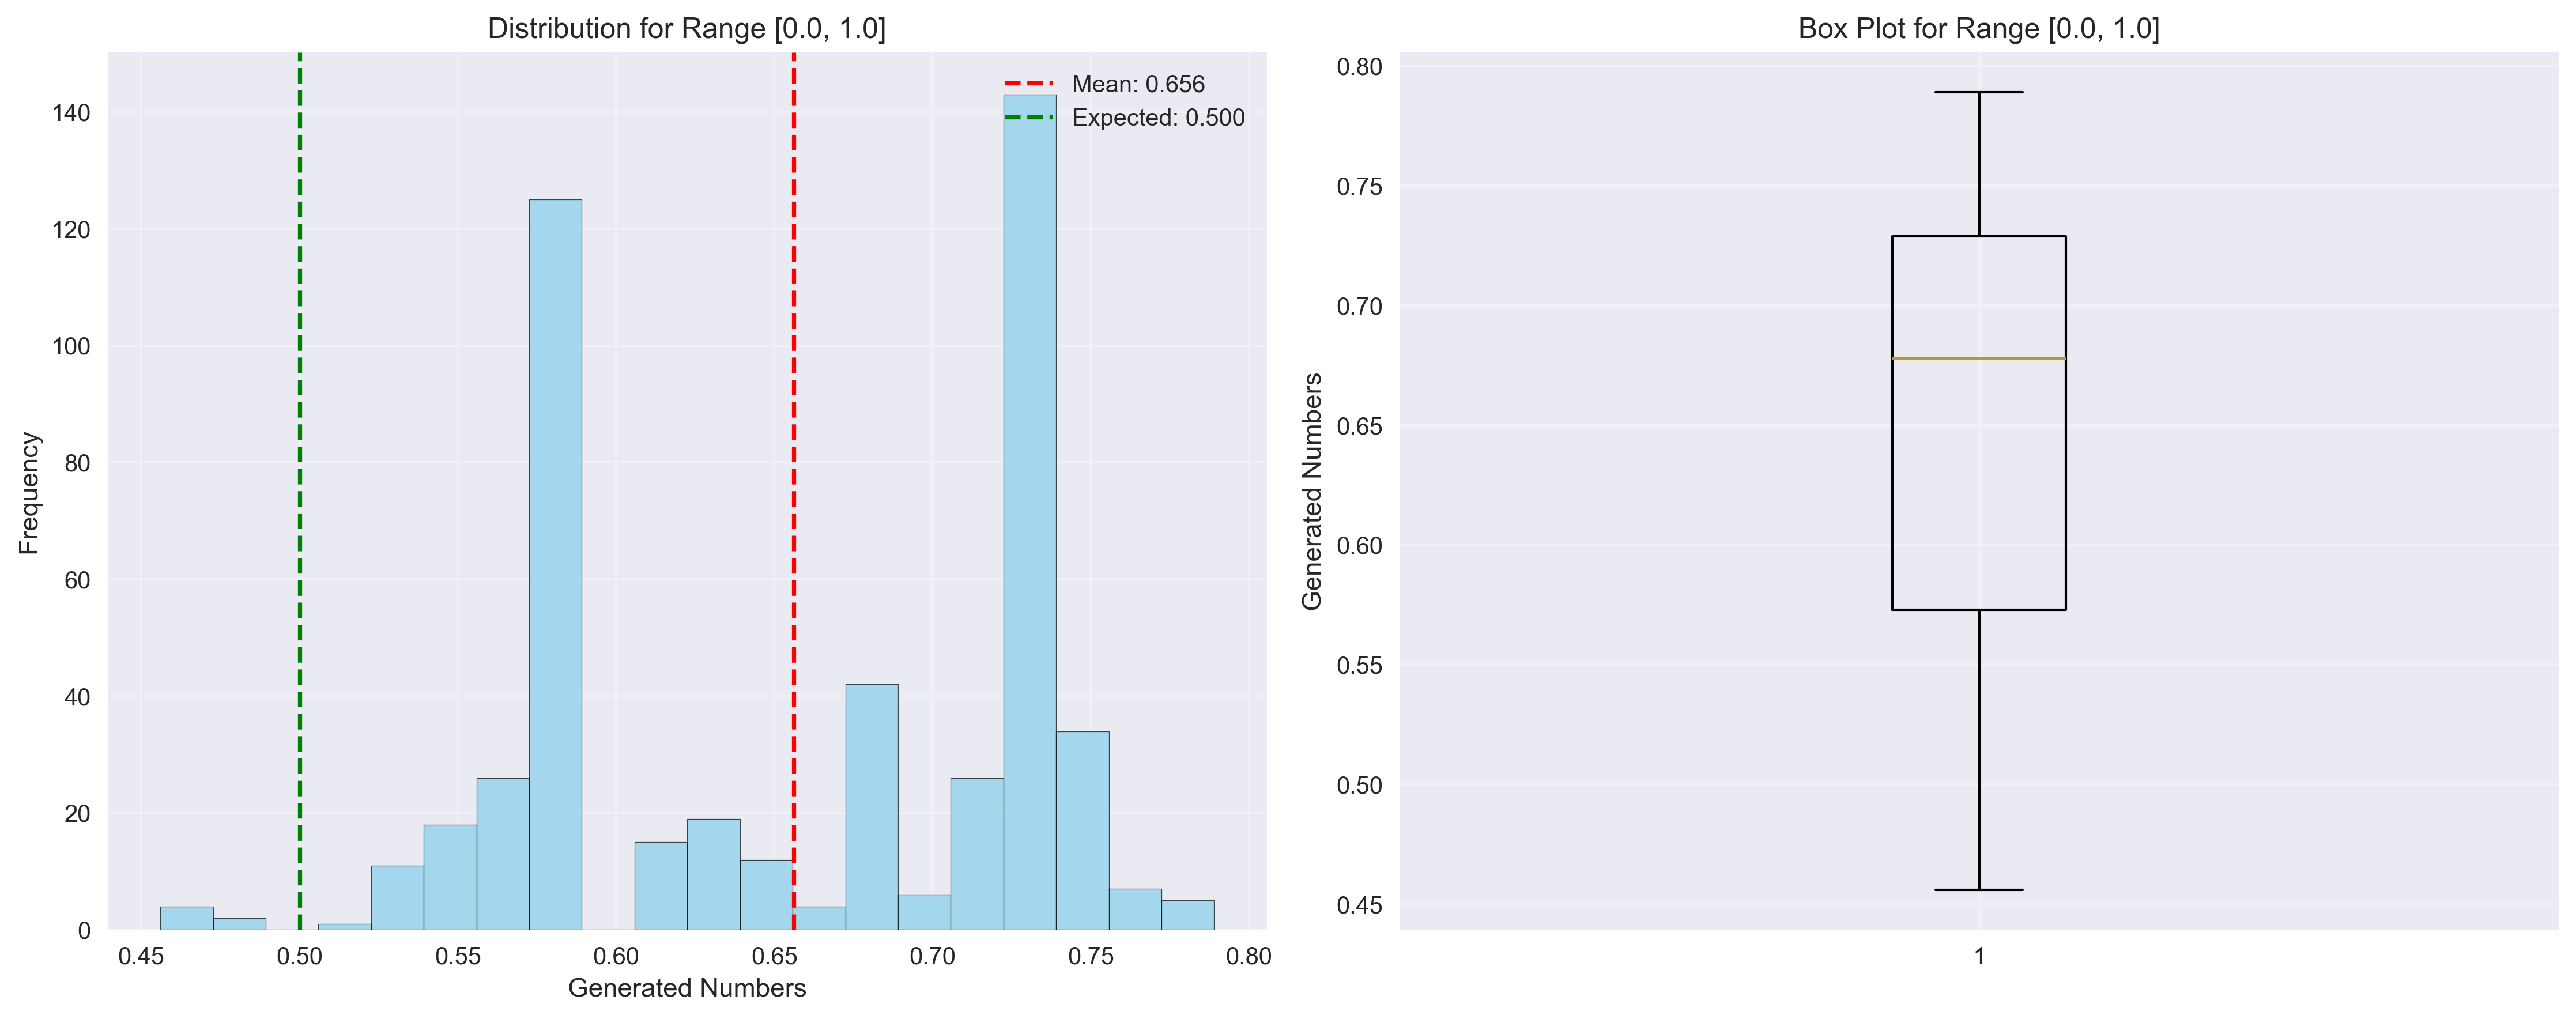 Distribution for Range [0.0, 1.0]
Mean: 0.656
Expected: 0.500
140
120
100
80
60
40
20
0
Frequency
0.45 0.50 0.55 0.60 0.65 0.70 0.75 0.80
Generated Numbers
Box Plot for Range [0.0, 1.0]
0.80
0.75
0.70
0.65
0.60
0.55
0.50
0.45
Generated Numbers
1